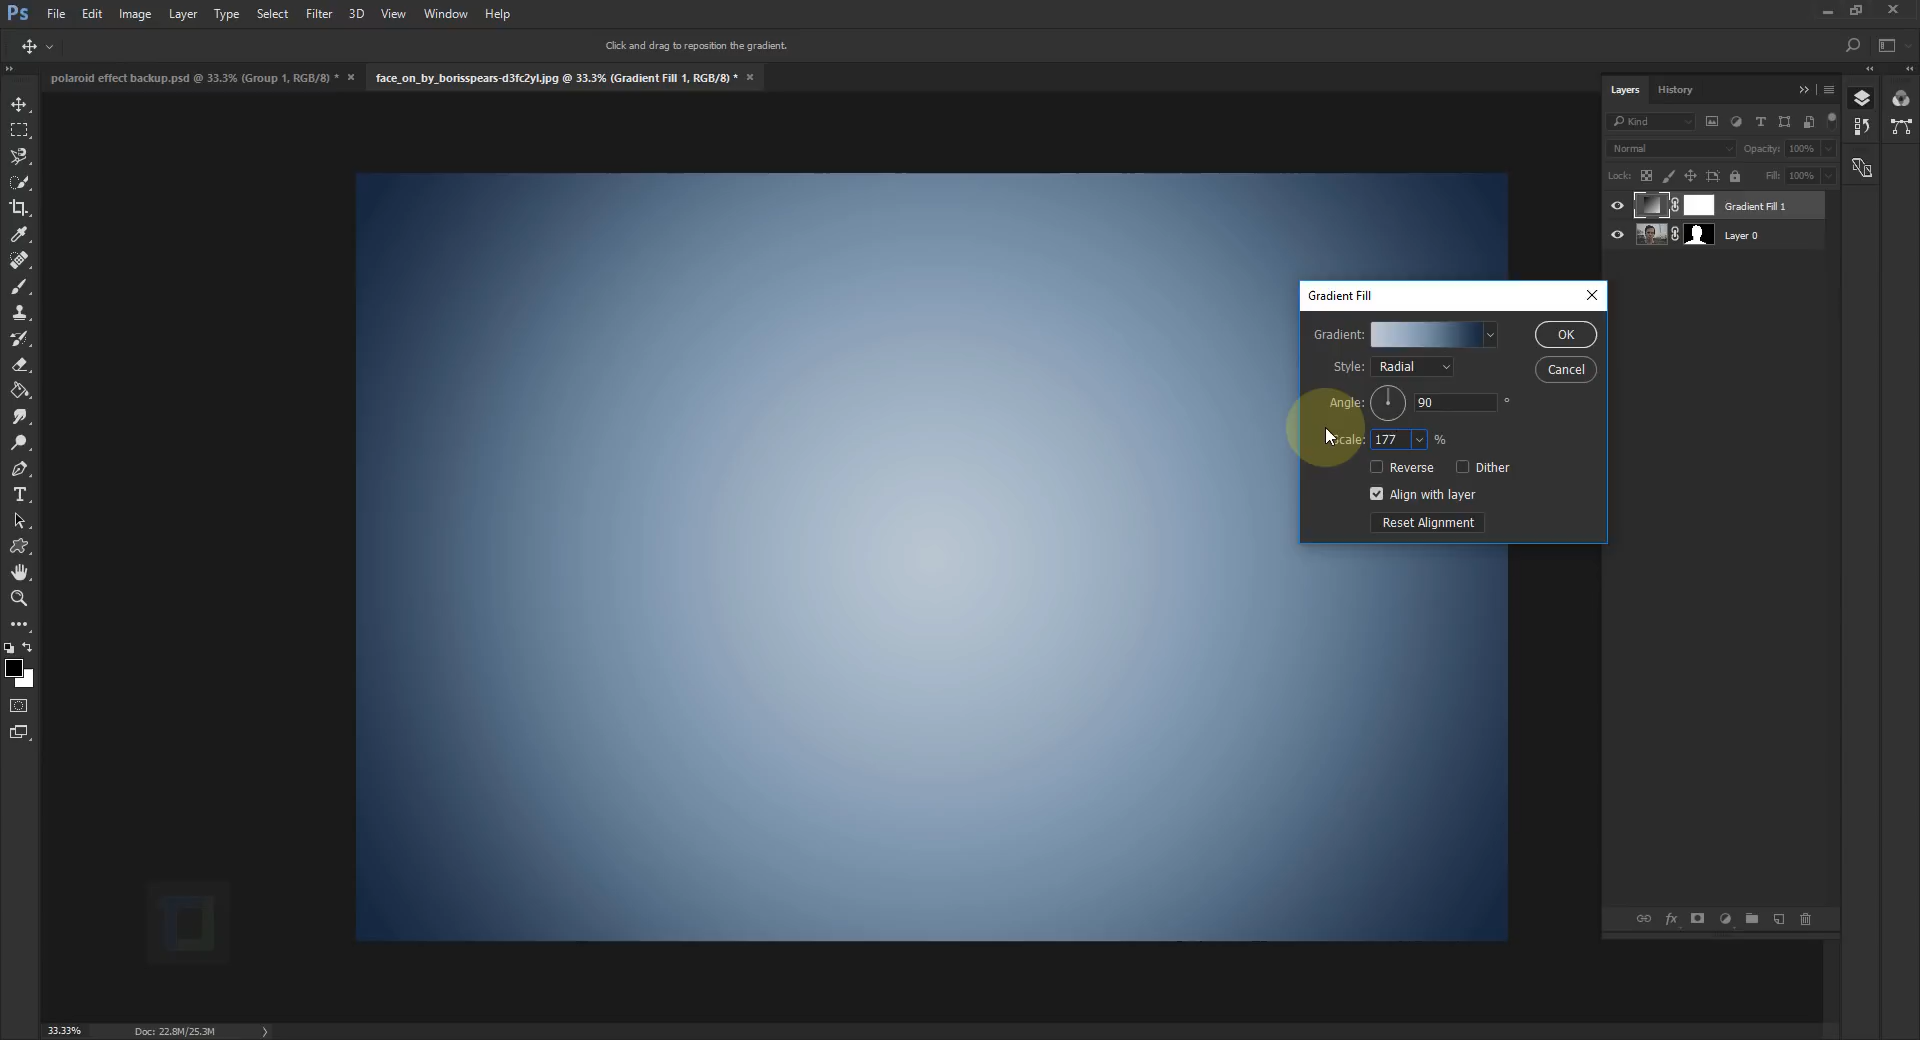 Ps File Edit Image Layer Type Select Filter 3D View Window Help
Click and drag to reposition the gradient.
polaroid effect backup.psd @ 33.3% (Group 1, RGB/8) * × face_on_by_borisspears-d3fc2yl.jpg @ 33.3% (Gradient Fill 1, RGB/8) * ×
Layers History
Kind
Normal Opacity: 100%
Lock: Fill: 100%
Gradient Fill 1
Layer 0
Gradient Fill
Gradient: OK
Style: Radial Cancel
Angle: 90 °
Scale: 177 %
Reverse Dither
Align with layer
Reset Alignment
fx
33.33% Doc: 22.8M/25.3M